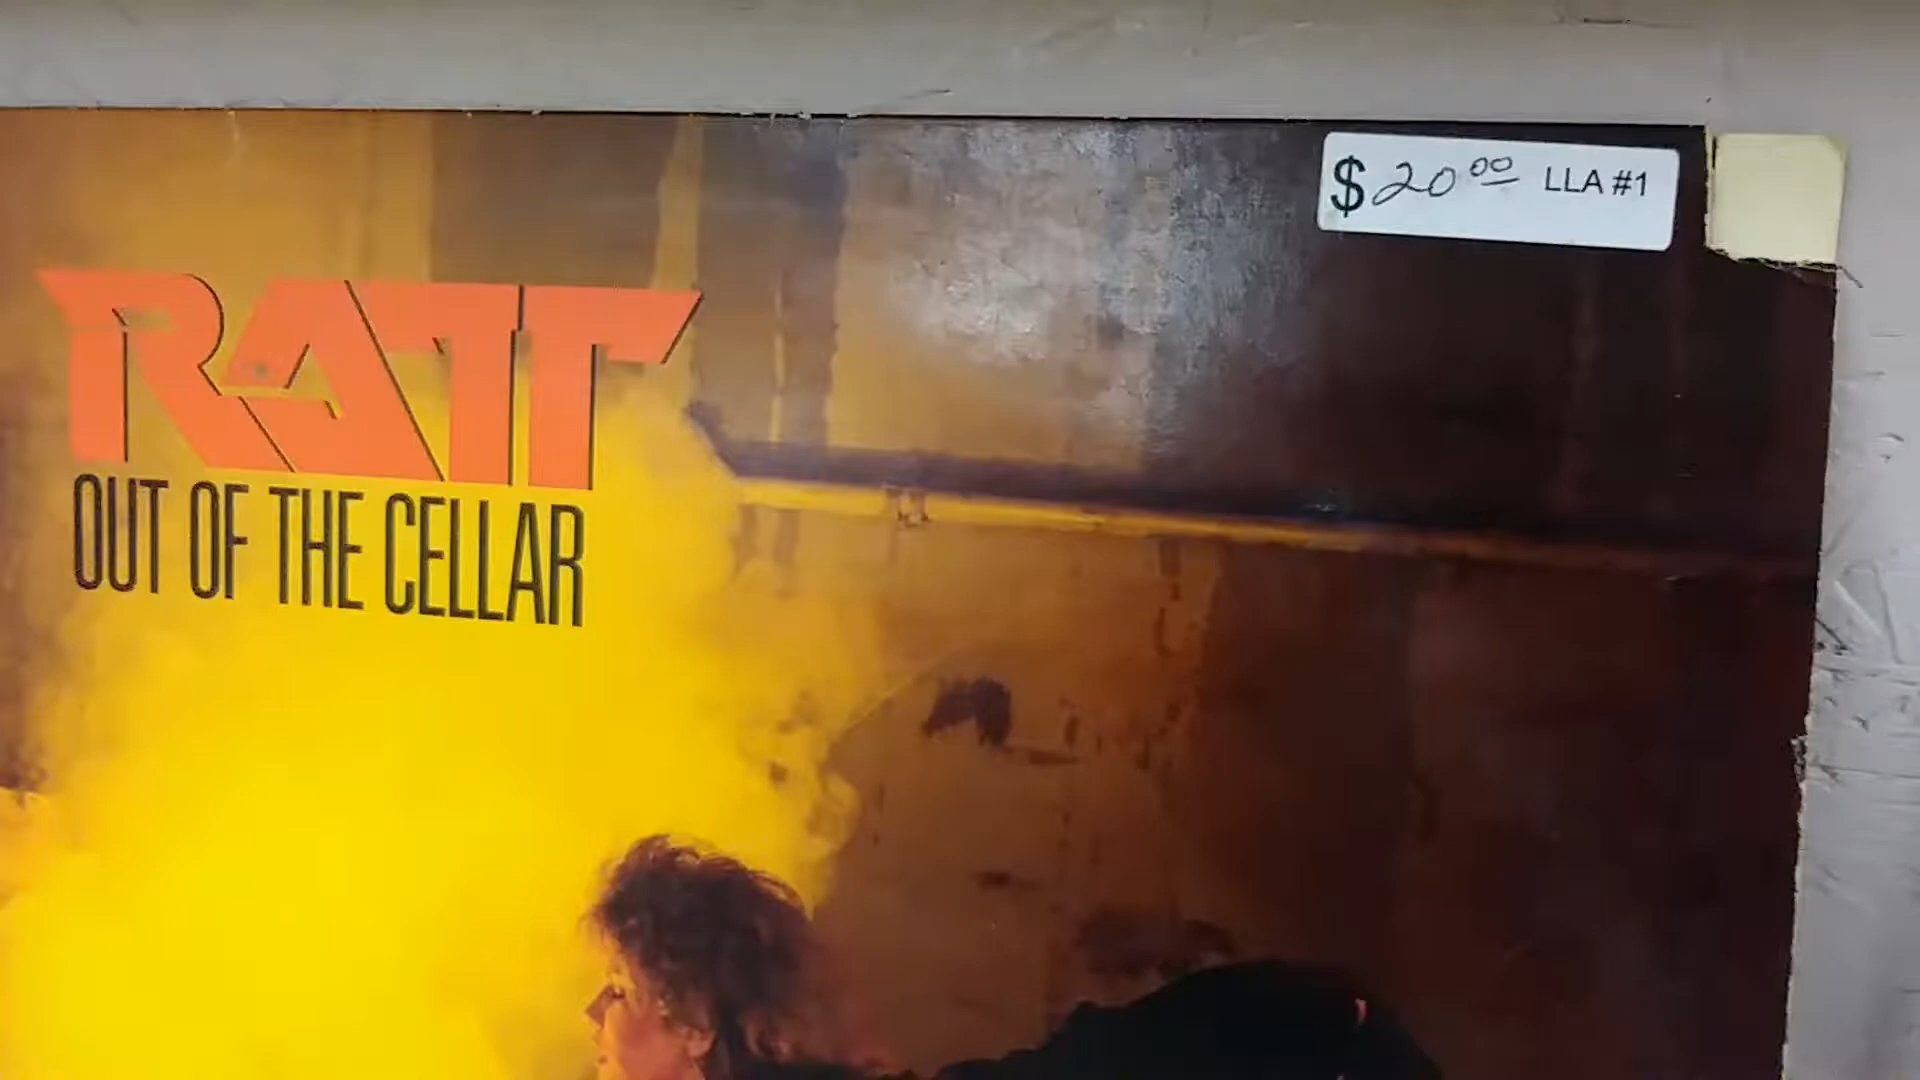 $20.00 LLA #1
RATT
OUT OF THE CELLAR